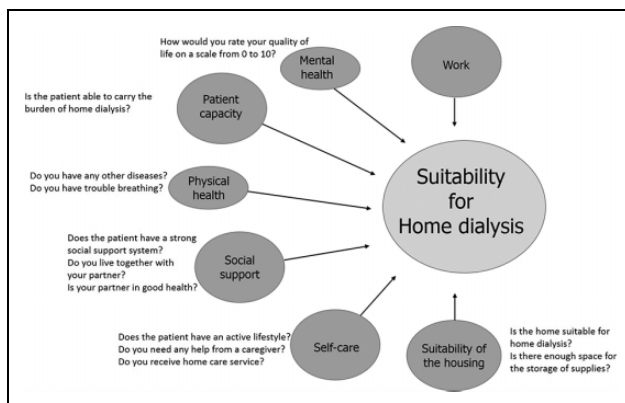 How would you rate your quality of
life on a scale from 0 to 10?
Mental
health
Work
Is the patient able to carry the
burden of home dialysis?
Patient
capacity
Suitability
for
Home dialysis
Do you have any other diseases?
Do you have trouble breathing?
Physical
health
Does the patient have a strong
social support system?
Do you live together with
your partner?
Is your partner in good health?
Social
support
Does the patient have an active lifestyle?
Do you need any help from a caregiver?
Do you receive home care service?
Self-care
Suitability of
the housing
Is the home suitable for
home dialysis?
Is there enough space for
the storage of supplies?